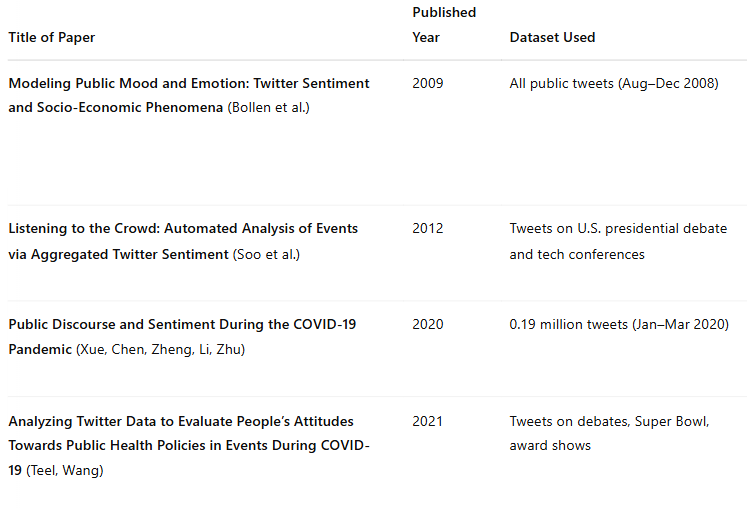 Published
Title of Paper Year Dataset Used
Modeling Public Mood and Emotion: Twitter Sentiment 2009 All public tweets (Aug–Dec 2008)
and Socio-Economic Phenomena (Bollen et al.)
Listening to the Crowd: Automated Analysis of Events 2012 Tweets on U.S. presidential debate
via Aggregated Twitter Sentiment (Soo et al.) and tech conferences
Public Discourse and Sentiment During the COVID-19 2020 0.19 million tweets (Jan–Mar 2020)
Pandemic (Xue, Chen, Zheng, Li, Zhu)
Analyzing Twitter Data to Evaluate People’s Attitudes 2021 Tweets on debates, Super Bowl,
Towards Public Health Policies in Events During COVID- award shows
19 (Teel, Wang)